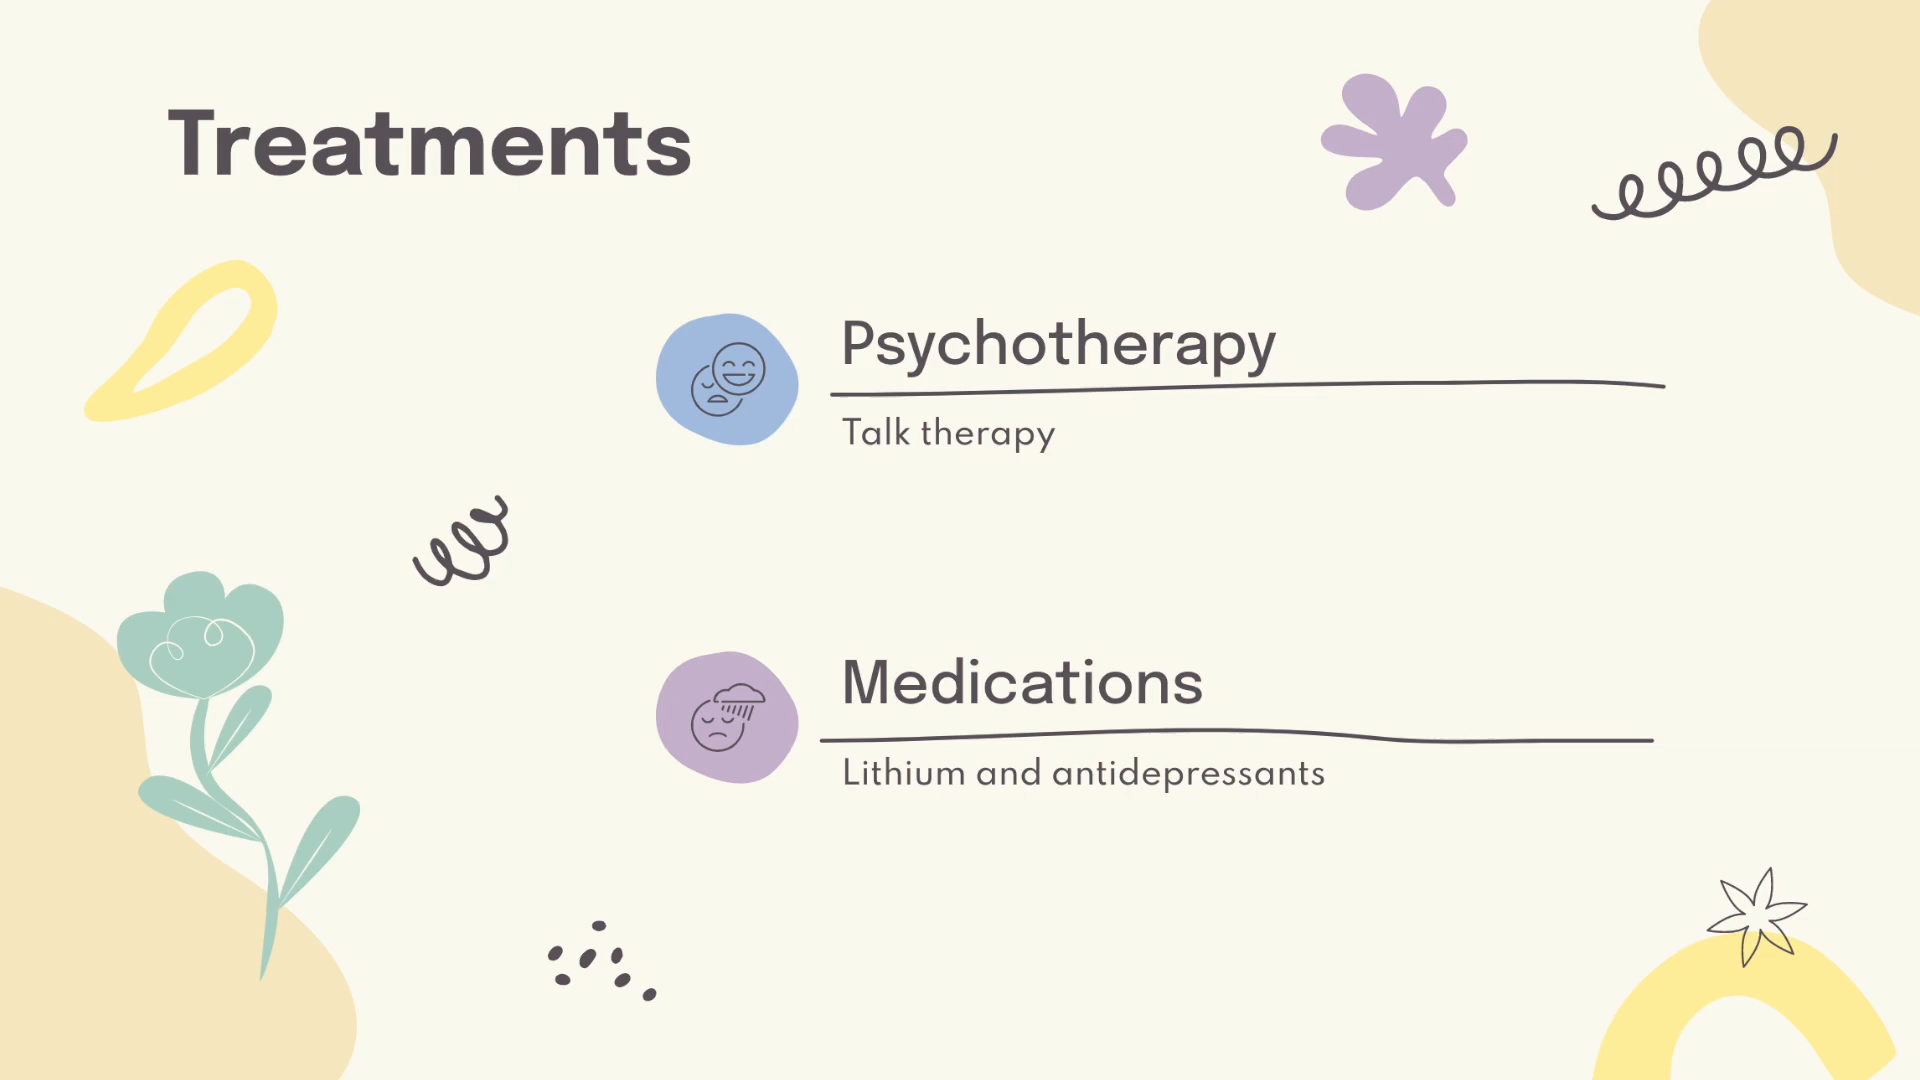 Treatments
Psychotherapy
Talk therapy
Medications
Lithium and antidepressants